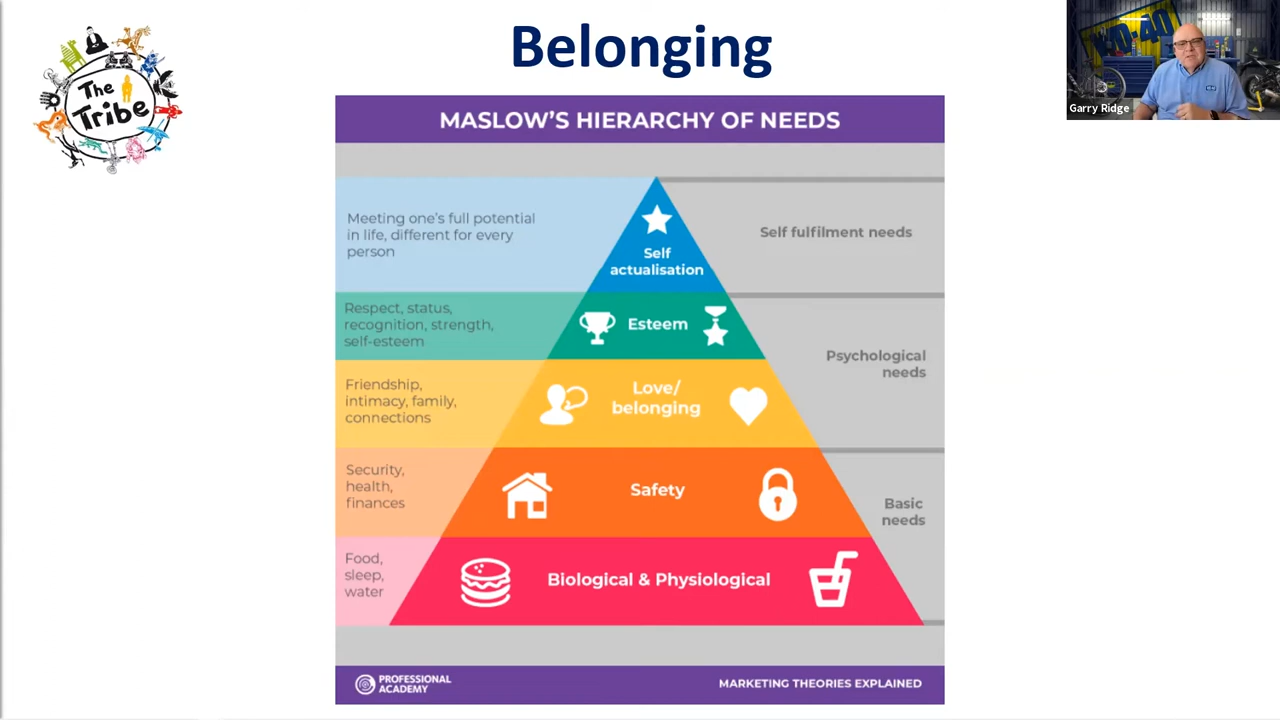 Belonging
The
Tribe
WD-40
Garry Ridge
MASLOW'S HIERARCHY OF NEEDS
Meeting one's full potential
in life, different for every
person
Self
actualisation
Self fulfilment needs
Respect, status,
recognition, strength,
self-esteem
Esteem
Psychological
needs
Friendship,
intimacy, family,
connections
Love/
belonging
Security,
health,
finances
Safety
Basic
needs
Food,
sleep,
water
Biological & Physiological
PROFESSIONAL
ACADEMY
MARKETING THEORIES EXPLAINED